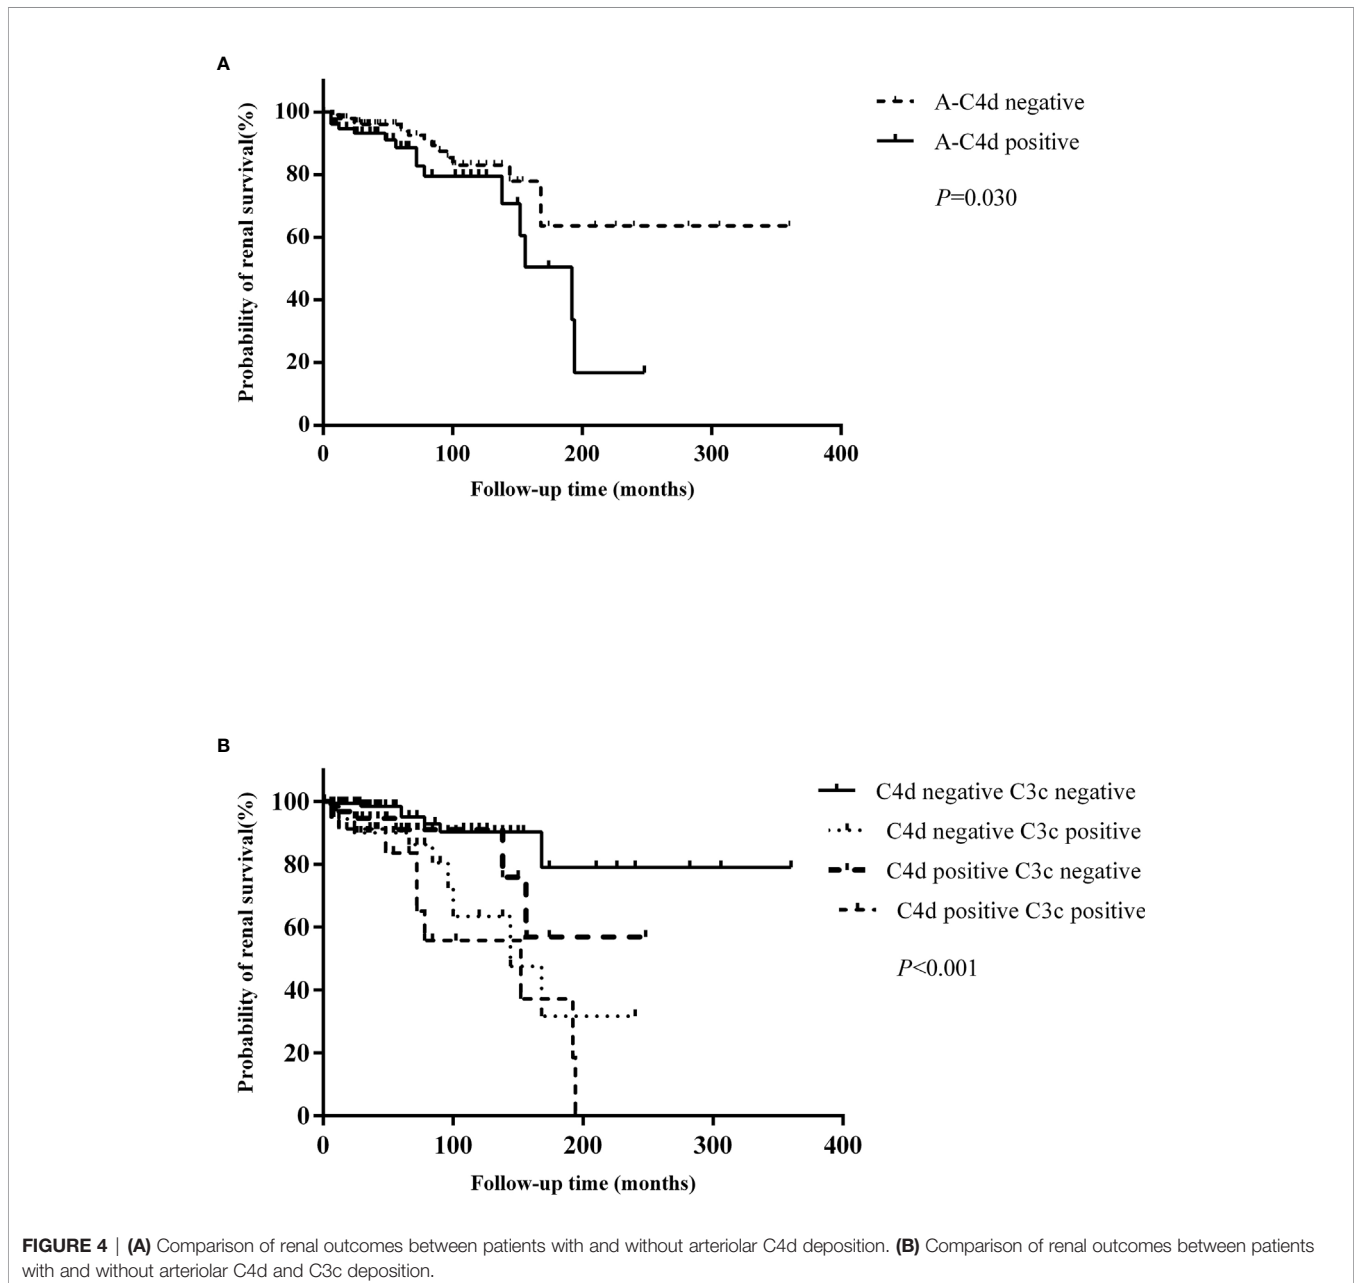 A
Probability of renal survival(%)
100
80
60
40
20
0
0 100 200 300 400
Follow-up time (months)
A-C4d negative
A-C4d positive
P=0.030
B
Probability of renal survival(%)
100
80
60
40
20
0
0 100 200 300 400
Follow-up time (months)
C4d negative C3c negative
C4d negative C3c positive
C4d positive C3c negative
C4d positive C3c positive
P<0.001
FIGURE 4 | (A) Comparison of renal outcomes between patients with and without arteriolar C4d deposition. (B) Comparison of renal outcomes between patients
with and without arteriolar C4d and C3c deposition.